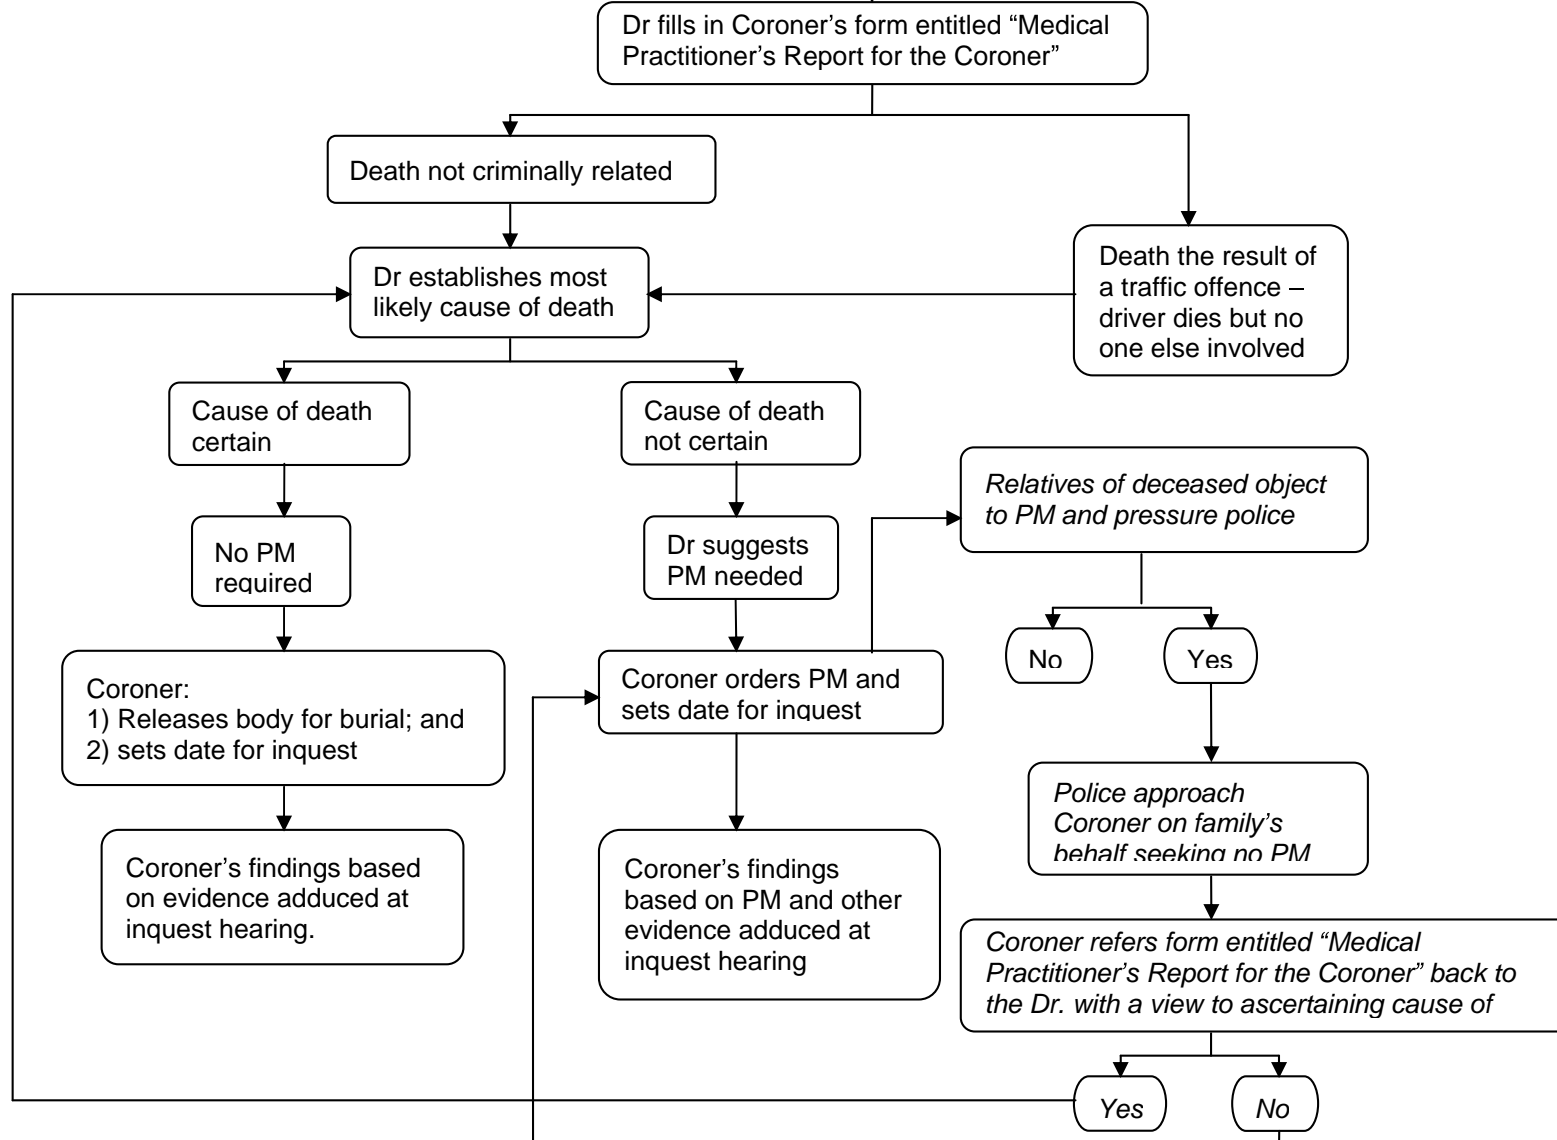 Dr fills in Coroner’s form entitled “Medical
Practitioner’s Report for the Coroner”
Death not criminally related
Dr establishes most
likely cause of death
Death the result of
a traffic offence –
driver dies but no
one else involved
Cause of death
certain
Cause of death
not certain
Relatives of deceased object
to PM and pressure police
No PM
required
Dr suggests
PM needed
No
Yes
Coroner:
1) Releases body for burial; and
2) sets date for inquest
Coroner orders PM and
sets date for inquest
Police approach
Coroner on family’s
behalf seeking no PM
Coroner’s findings based
on evidence adduced at
inquest hearing.
Coroner’s findings
based on PM and other
evidence adduced at
inquest hearing
Coroner refers form entitled “Medical
Practitioner’s Report for the Coroner” back to
the Dr. with a view to ascertaining cause of
Yes
No